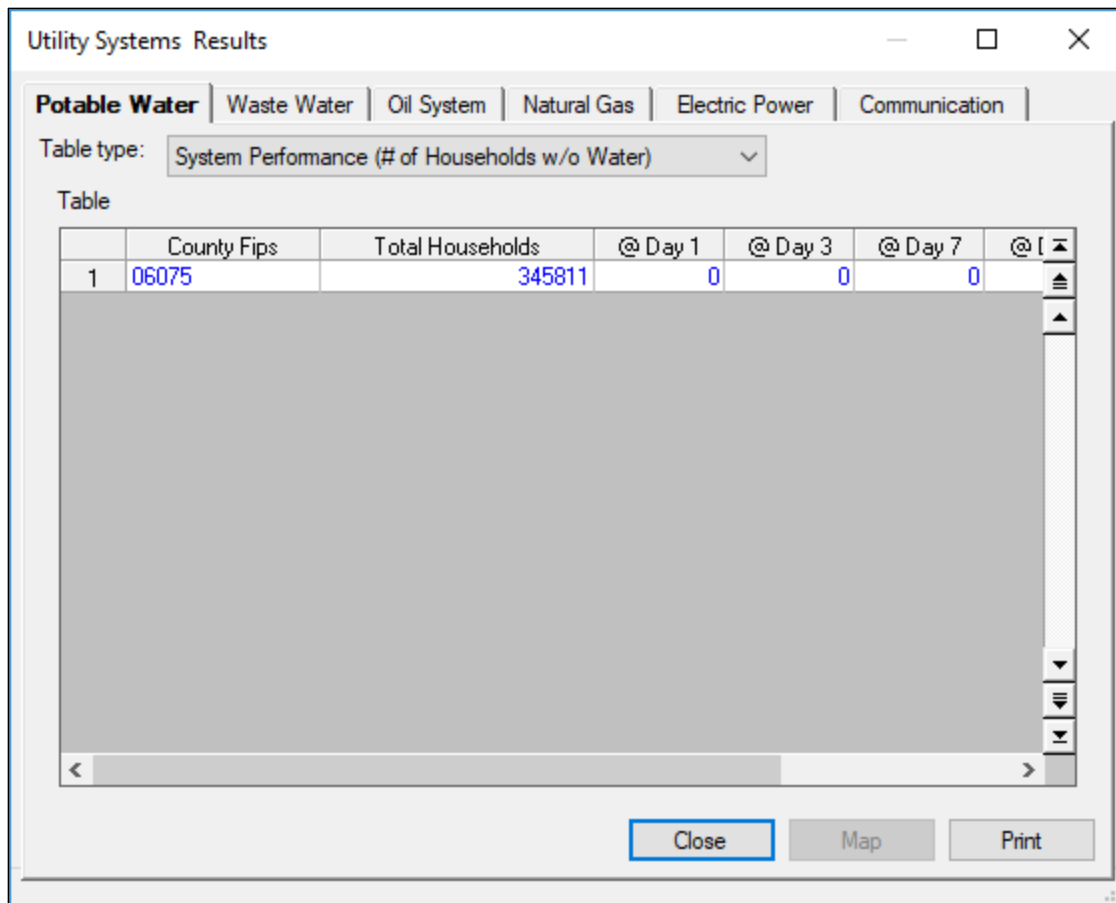 Utility Systems Results
Potable Water Waste Water Oil System Natural Gas Electric Power Communication
Table type: System Performance (# of Households w/o Water)
Table
County Fips Total Households @ Day 1 @ Day 3 @ Day 7 @
1 06075 345811 0 0 0
Close Map Print